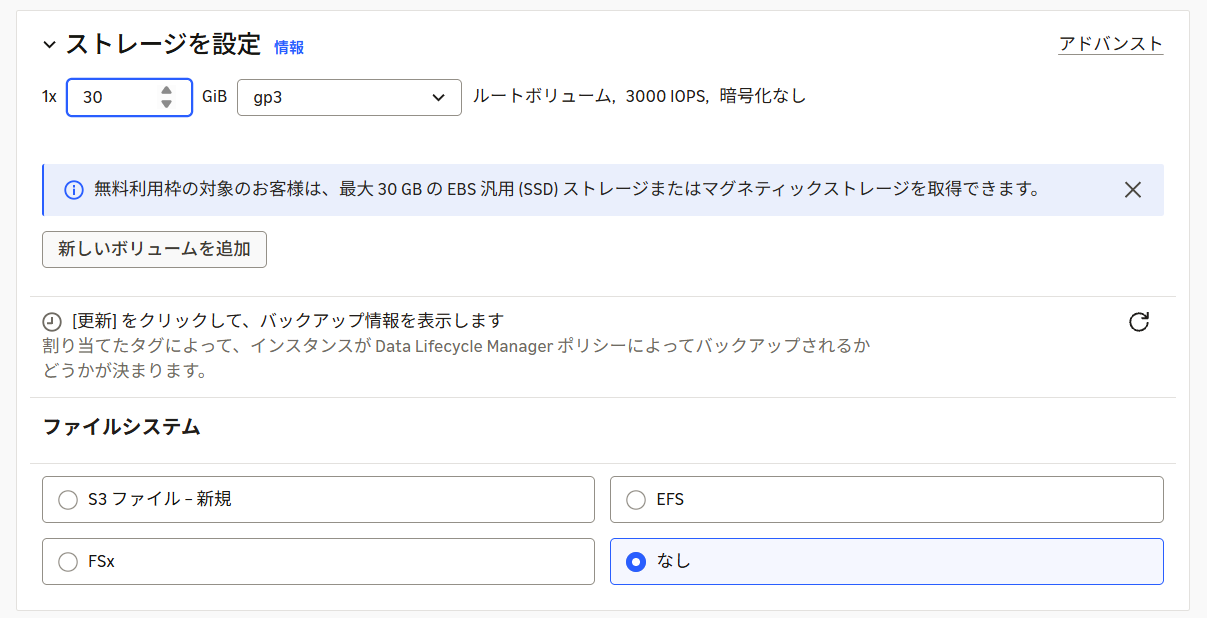 ストレージを設定 情報 アドバンスト
1x 30 GiB gp3 ルートボリューム, 3000 IOPS, 暗号化なし
無料利用枠の対象のお客様は、最大 30 GB の EBS 汎用 (SSD) ストレージまたはマグネティックストレージを取得できます。
新しいボリュームを追加
[更新] をクリックして、バックアップ情報を表示します
割り当てたタグによって、インスタンスが Data Lifecycle Manager ポリシーによってバックアップされるか
どうかが決まります。
ファイルシステム
S3 ファイル – 新規 EFS
FSx なし